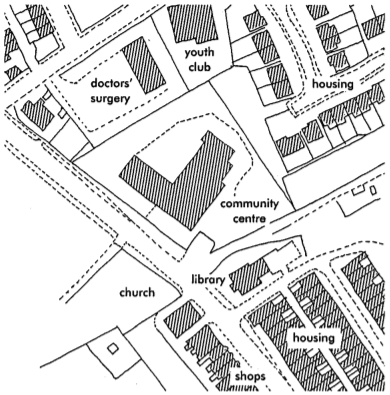 youth
club
doctors'
surgery
housing
community
centre
library
church
housing
shops